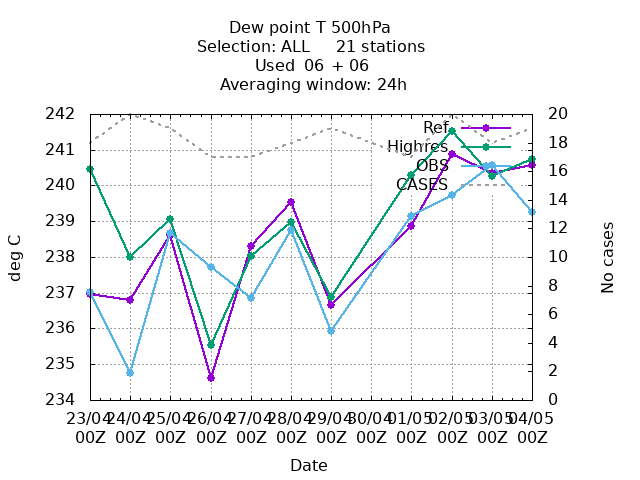 Dew point T 500hPa
Selection: ALL     21 stations
Used  06 + 06
Averaging window: 24h
242
241
240
239
238
237
236
235
234
deg C
20
18
16
14
12
10
8
6
4
2
0
No cases
Ref
Highres
OBS
CASES
23/04 24/04 25/04 26/04 27/04 28/04 29/04 30/04 01/05 02/05 03/05 04/05
00Z 00Z 00Z 00Z 00Z 00Z 00Z 00Z 00Z 00Z 00Z 00Z
Date